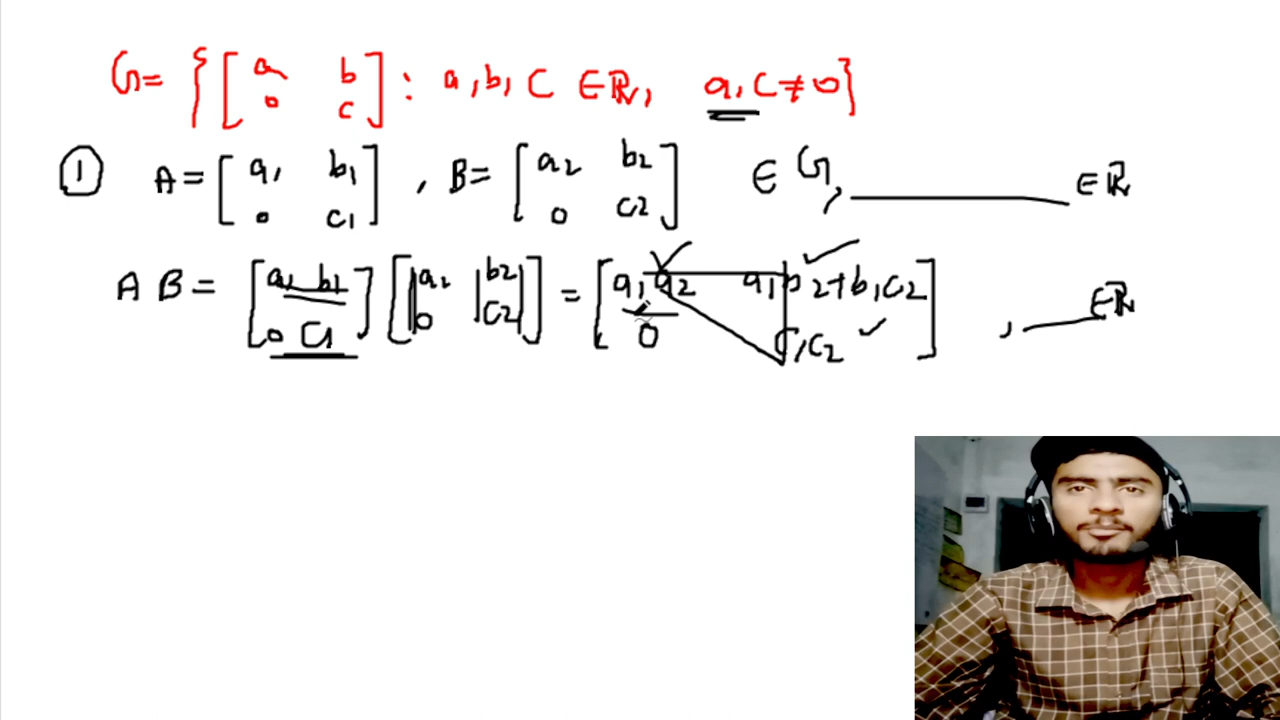 G = { [ a b ] : a, b, c ∈ ℝ, a, c ≠ 0 }
[ 0 c ]
① A = [ a₁ b₁ ] , B = [ a₂ b₂ ] ∈ G, ∈ ℝ
[ 0 c₁ ] [ 0 c₂ ]
A B = [ a₁ b₁ ] [ a₂ b₂ ] = [ a₁a₂ a₁b₂+b₁c₂ ] , ∈ ℝ
[ 0 c₁ ] [ 0 c₂ ] [ 0 c₁c₂ ]